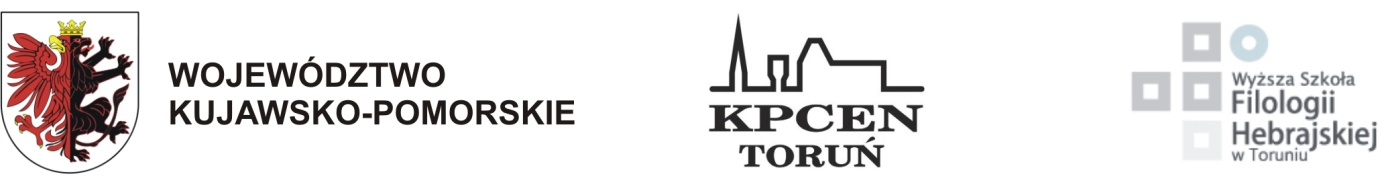 WOJEWÓDZTWO
KUJAWSKO-POMORSKIE
KPCEN
TORUŃ
Wyższa Szkoła
Filologii
Hebrajskiej
w Toruniu